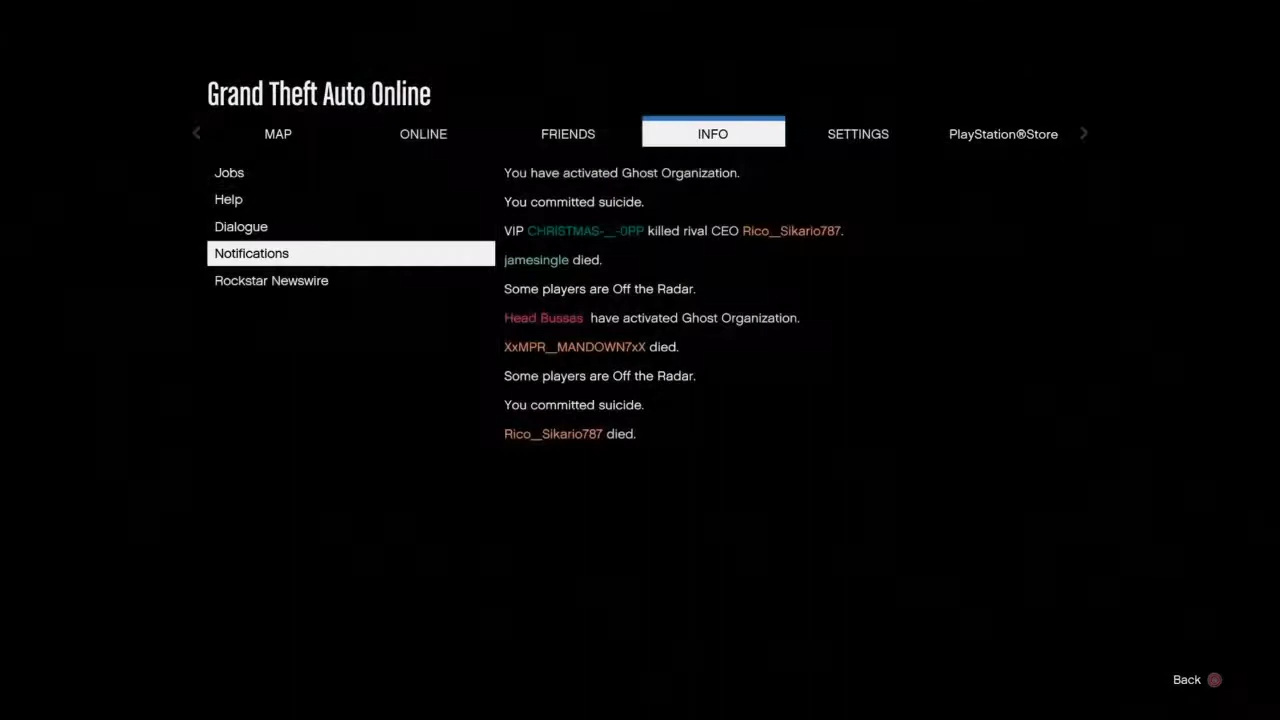 Grand Theft Auto Online
MAP ONLINE FRIENDS INFO SETTINGS PlayStation®Store
Jobs
Help
Dialogue
Notifications
Rockstar Newswire
You have activated Ghost Organization.
You committed suicide.
VIP CHRISTMAS-__-0PP killed rival CEO Rico__Sikario787.
jamesingle died.
Some players are Off the Radar.
Head Bussas have activated Ghost Organization.
XxMPR__MANDOWN7xX died.
Some players are Off the Radar.
You committed suicide.
Rico__Sikario787 died.
Back